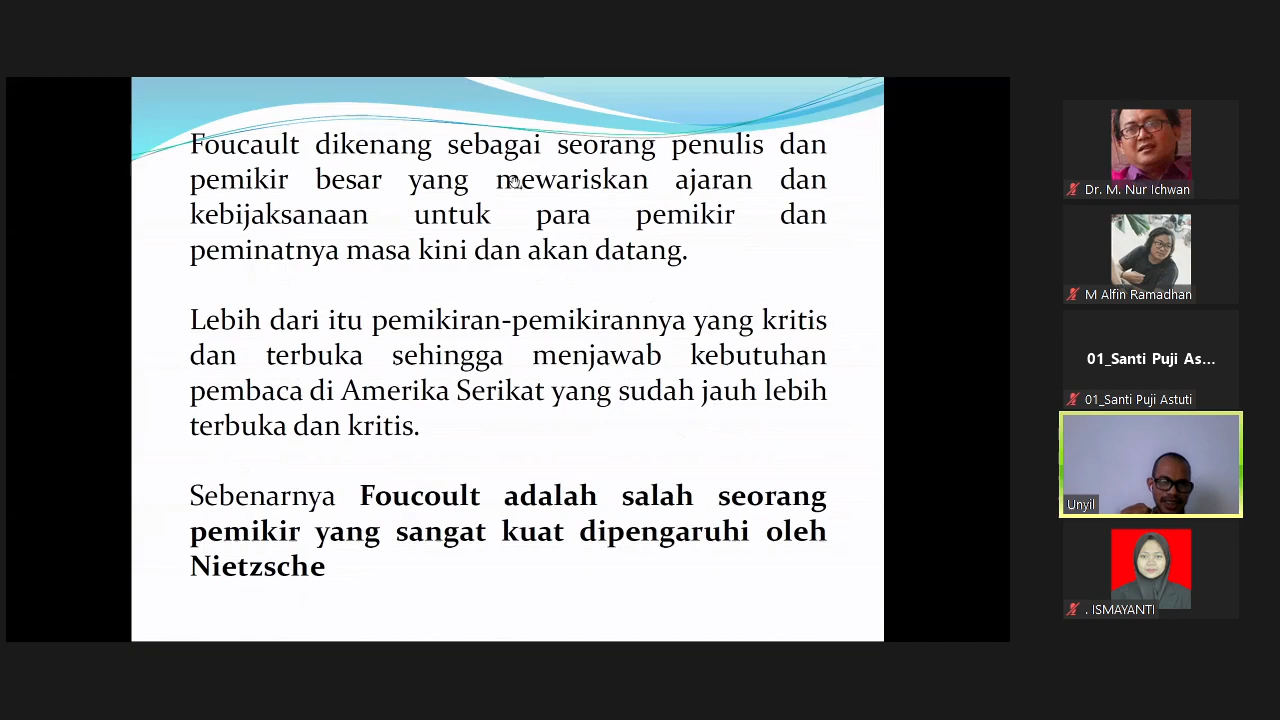 Foucault dikenang sebagai seorang penulis dan
pemikir besar yang mewariskan ajaran dan
kebijaksanaan untuk para pemikir dan
peminatnya masa kini dan akan datang.
Lebih dari itu pemikiran-pemikirannya yang kritis
dan terbuka sehingga menjawab kebutuhan
pembaca di Amerika Serikat yang sudah jauh lebih
terbuka dan kritis.
Sebenarnya Foucoult adalah salah seorang
pemikir yang sangat kuat dipengaruhi oleh
Nietzsche
Dr. M. Nur Ichwan
M Alfin Ramadhan
01_Santi Puji As...
01_Santi Puji Astuti
Unyil
. ISMAYANTI